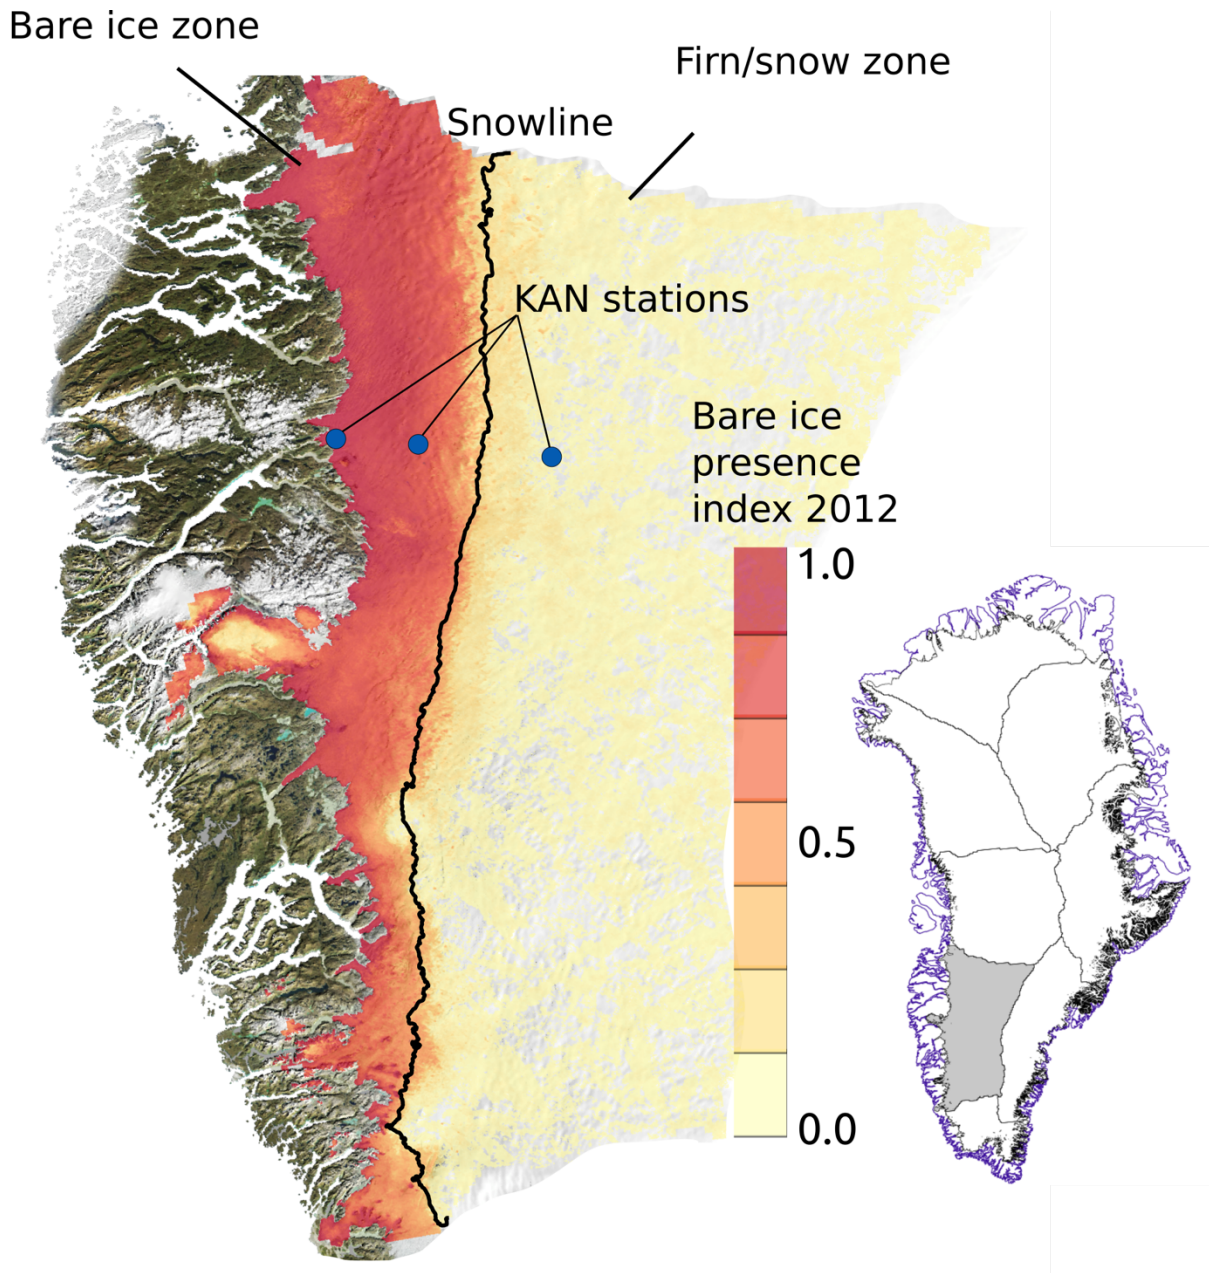 Bare ice zone
Firn/snow zone
Snowline
KAN stations
Bare ice
presence
index 2012
1.0
0.5
0.0